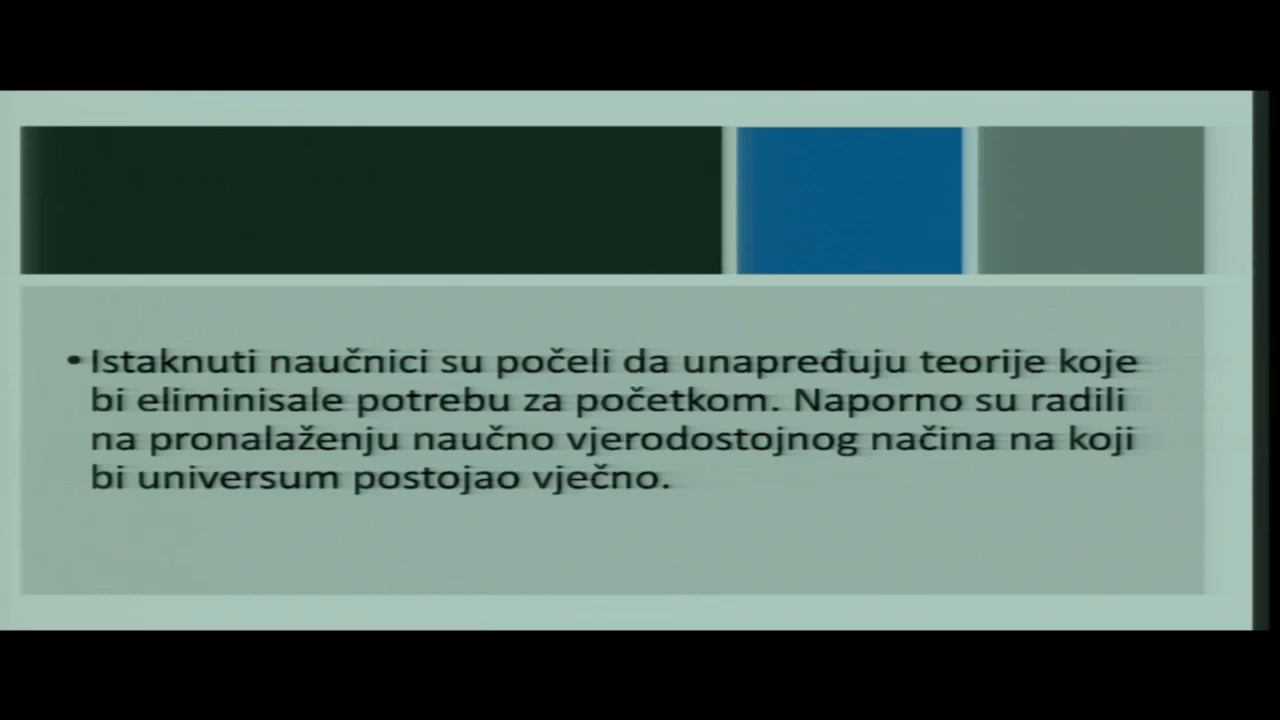 • Istaknuti naučnici su počeli da unapređuju teorije koje
bi eliminisale potrebu za početkom. Naporno su radili
na pronalaženju naučno vjerodostojnog načina na koji
bi universum postojao vječno.